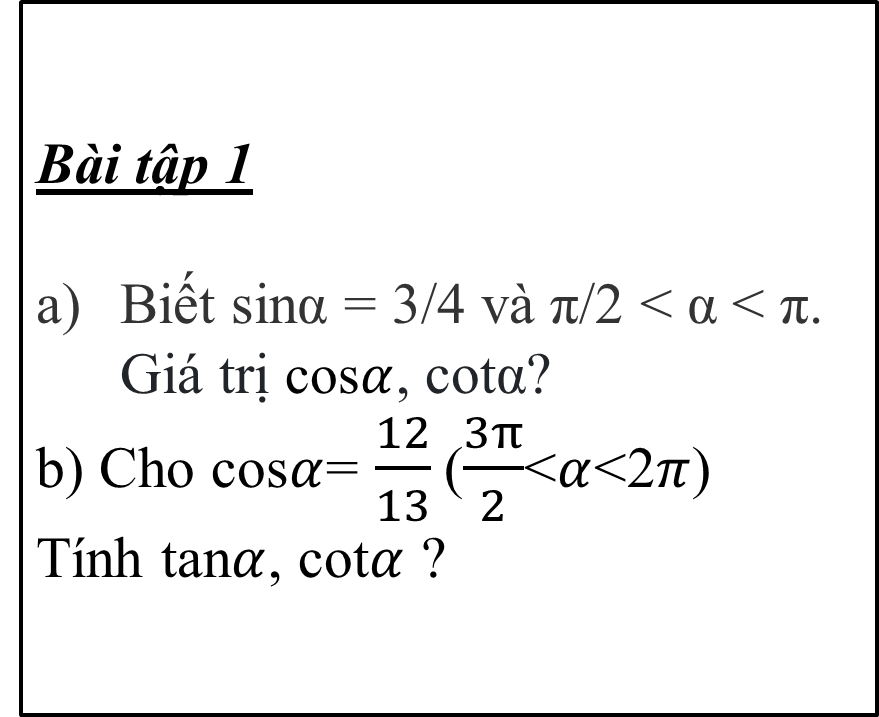 Bài tập 1
a) Biết sinα = 3/4 và π/2 < α < π.
Giá trị cosα, cotα?
b) Cho cosα= 12/13 (3π/2<α<2π)
Tính tanα, cotα ?